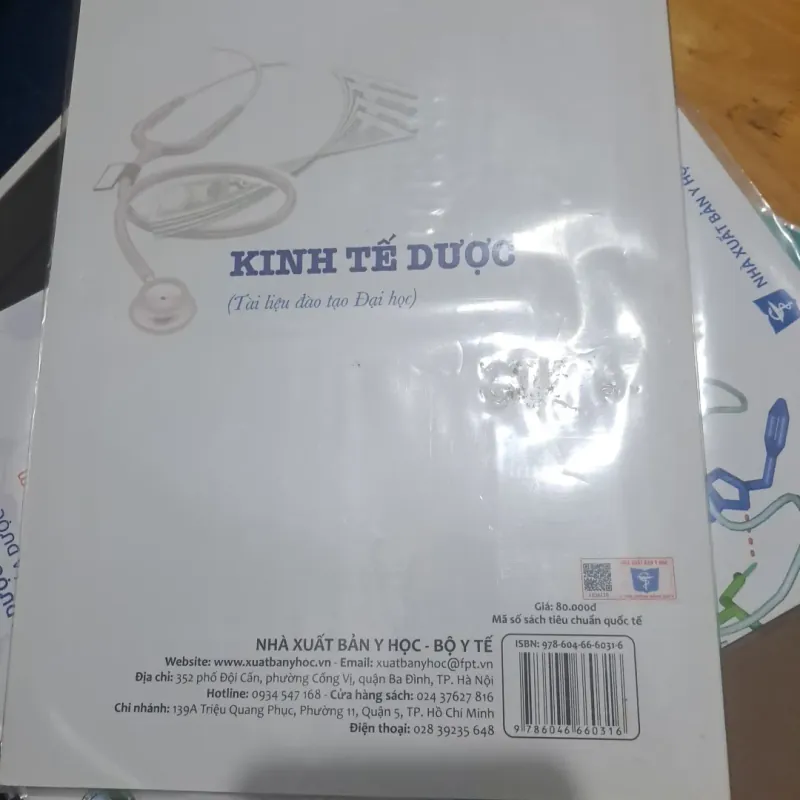 KINH TẾ DƯỢC
(Tài liệu đào tạo Đại học)
NHÀ XUẤT BẢN Y HỌ
Giá: 80.000đ
Mã số sách tiêu chuẩn quốc tế
NHÀ XUẤT BẢN Y HỌC - BỘ Y TẾ
Website: www.xuatbanyhoc.vn - Email: xuatbanyhoc@fpt.vn
Địa chỉ: 352 phố Đội Cấn, phường Cống Vị, quận Ba Đình, TP. Hà Nội
Hotline: 0934 547 168 - Cửa hàng sách: 024 37627 816
Chi nhánh: 139A Triệu Quang Phục, Phường 11, Quận 5, TP. Hồ Chí Minh
Điện thoại: 028 39235 648
ISBN: 978-604-66-6031-6
9 786046 660316